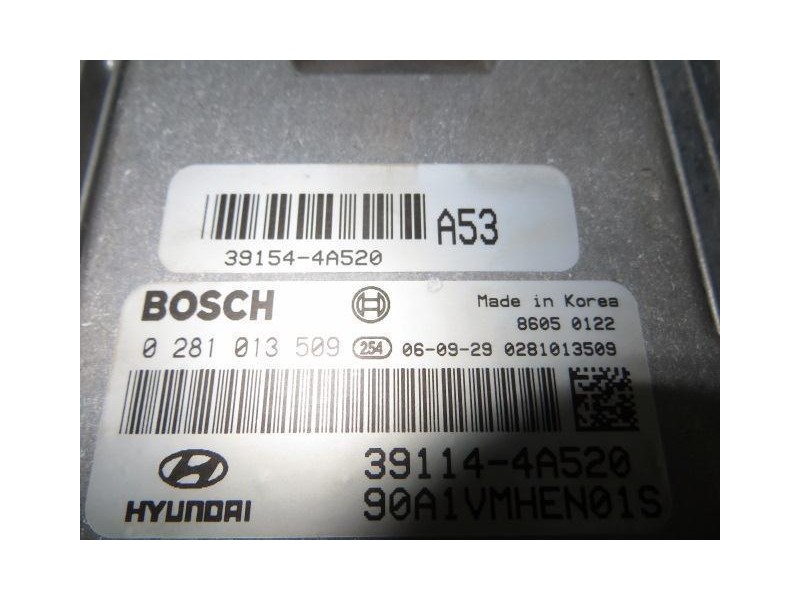 A53
39154-4A520
BOSCH
Made in Korea
8605 0122
0 281 013 509 254 06-09-29 0281013509
39114-4A520
HYUNDAI
90A1VMHEN01S